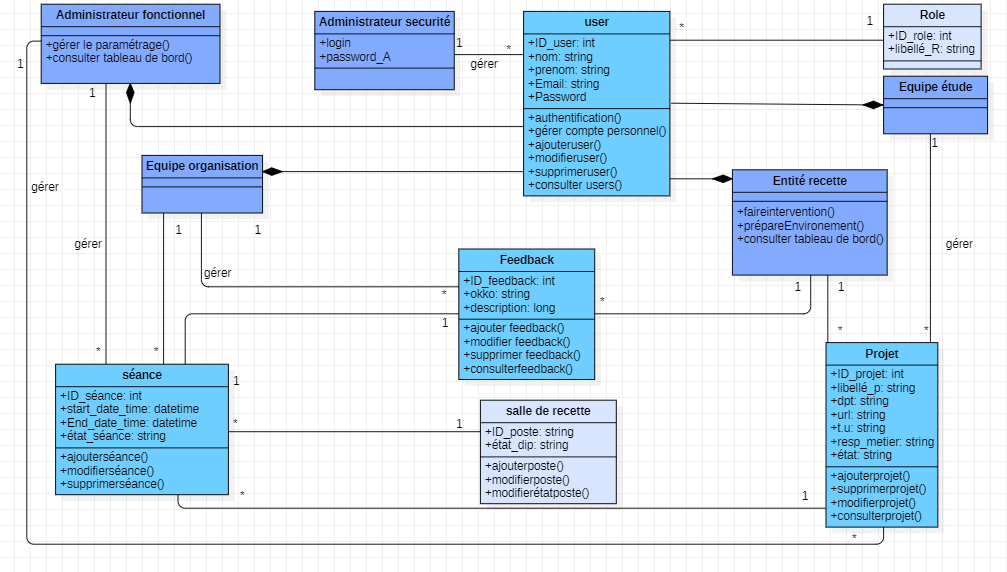 Administrateur fonctionnel
+gérer le paramétrage()
+consulter tableau de bord()
Administrateur securité
+login
+password_A
user
+ID_user: int
+nom: string
+prenom: string
+Email: string
+Password
+authentification()
+gérer compte personnel()
+ajouteruser()
+modifieruser()
+supprimeruser()
+consulter users()
Role
+ID_role: int
+libellé_R: string
Equipe étude
Equipe organisation
Entité recette
+faireintervention()
+prépareEnvironement()
+consulter tableau de bord()
Feedback
+ID_feedback: int
+okko: string
+description: long
+ajouter feedback()
+modifier feedback()
+supprimer feedback()
+consulterfeedback()
séance
+ID_séance: int
+start_date_time: datetime
+End_date_time: datetime
+état_séance: string
+ajouterséance()
+modifierséance()
+supprimerséance()
salle de recette
+ID_poste: string
+état_dip: string
+ajouterposte()
+modifierposte()
+modifierétatposte()
Projet
+ID_projet: int
+libellé_p: string
+dpt: string
+url: string
+t.u: string
+resp_metier: string
+état: string
+ajouterprojet()
+supprimerprojet()
+modifierprojet()
+consulterprojet()
1
*
gérer
*
1
1
1
gérer
gérer
1
1
gérer
*
1
*
1
1
1
gérer
*
*
*
*
1
*
1
*
1
*